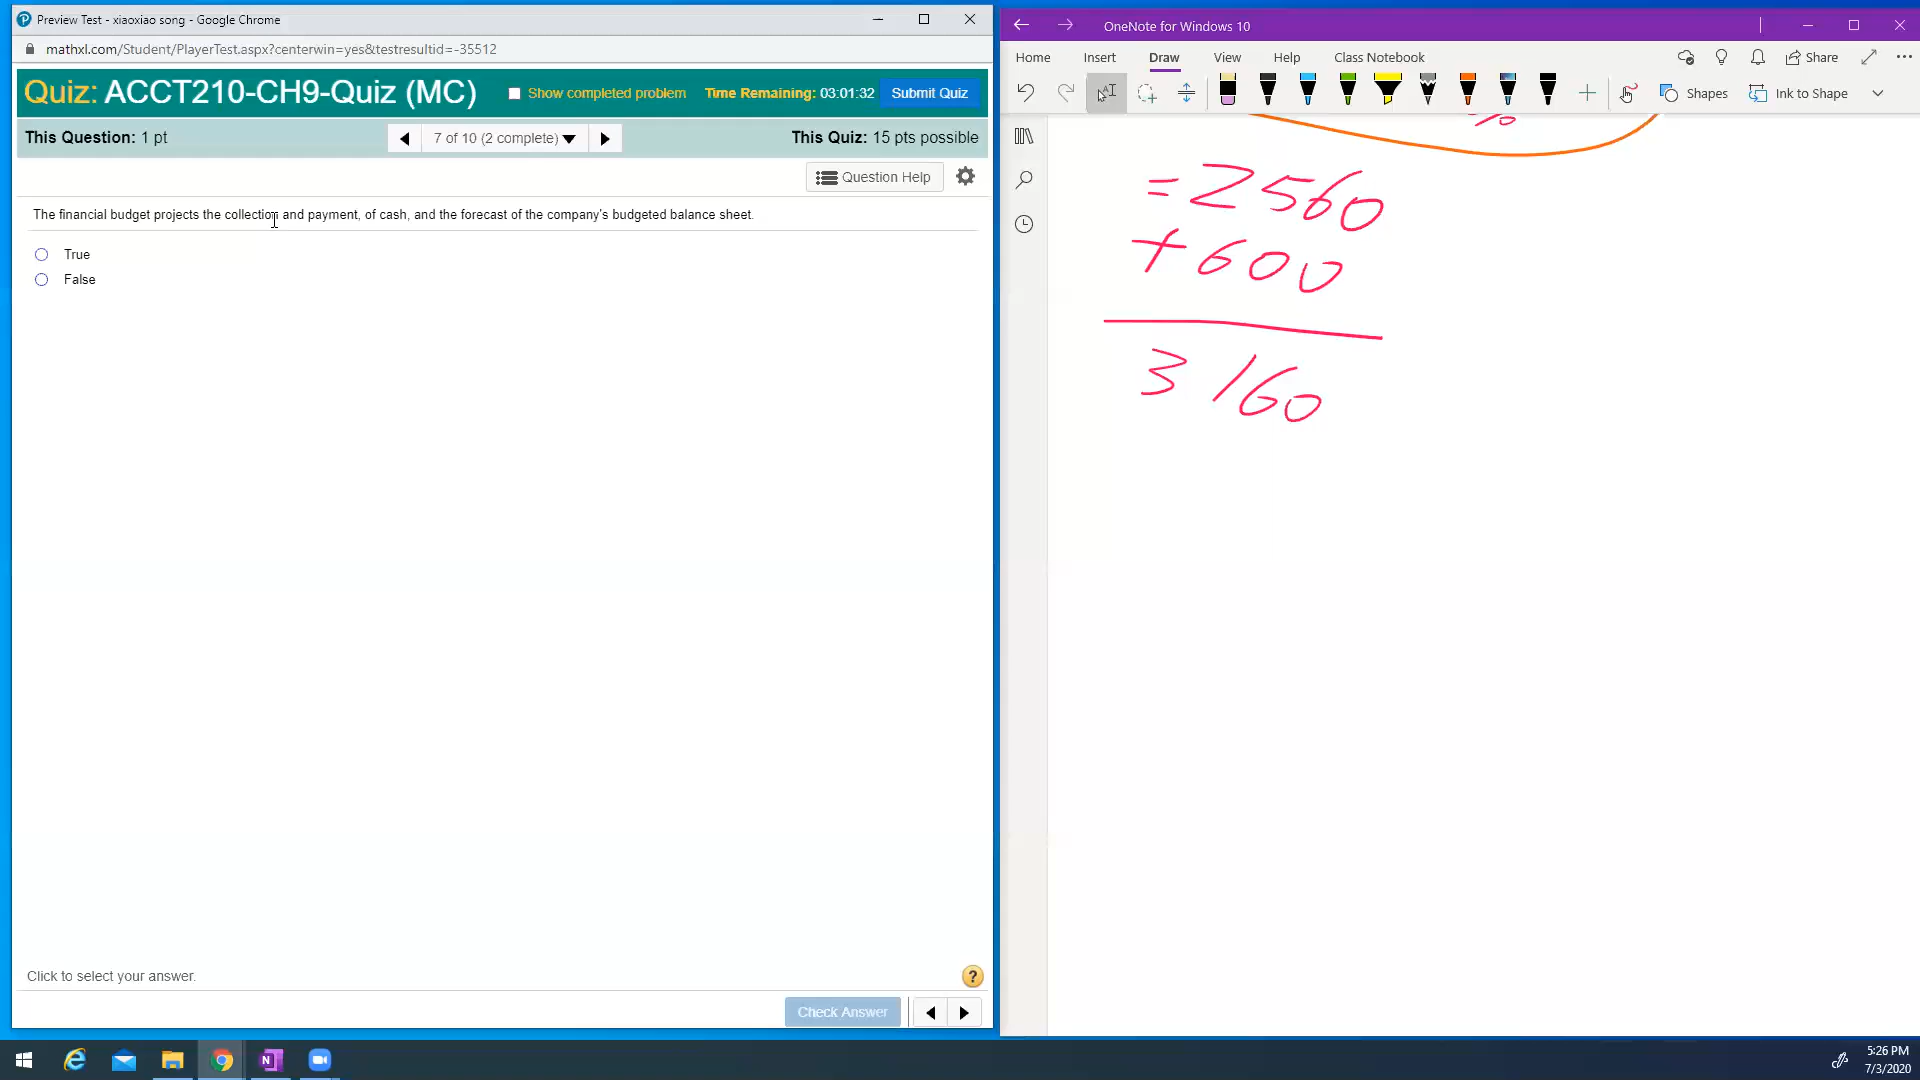 Preview Test - xiaoxiao song - Google Chrome
mathxl.com/Student/PlayerTest.aspx?centerwin=yes&testresultid=-35512
Quiz: ACCT210-CH9-Quiz (MC)
Show completed problem
Time Remaining: 03:01:32
Submit Quiz
This Question: 1 pt
7 of 10 (2 complete)
This Quiz: 15 pts possible
Question Help
The financial budget projects the collection and payment, of cash, and the forecast of the company's budgeted balance sheet.
True
False
Click to select your answer.
?
Check Answer
OneNote for Windows 10
Home Insert Draw View Help Class Notebook
Share
Shapes
Ink to Shape
%
= 2560
+ 600
3160
5:26 PM
7/3/2020